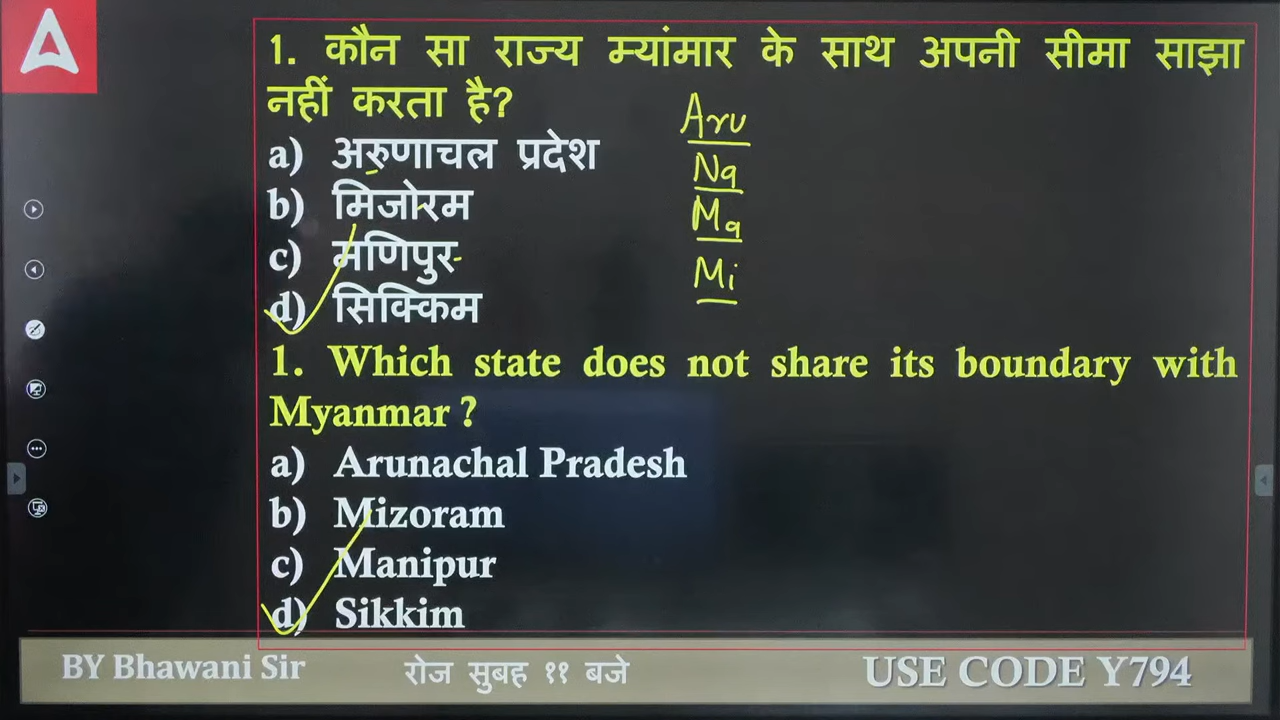 1. कौन सा राज्य म्यांमार के साथ अपनी सीमा साझा
नहीं करता है?
a) अरुणाचल प्रदेश
b) मिजोरम
c) मणिपुर
d) सिक्किम
Aru
Na
Ma
Mi
1. Which state does not share its boundary with
Myanmar ?
a) Arunachal Pradesh
b) Mizoram
c) Manipur
d) Sikkim
BY Bhawani Sir रोज सुबह ११ बजे USE CODE Y794